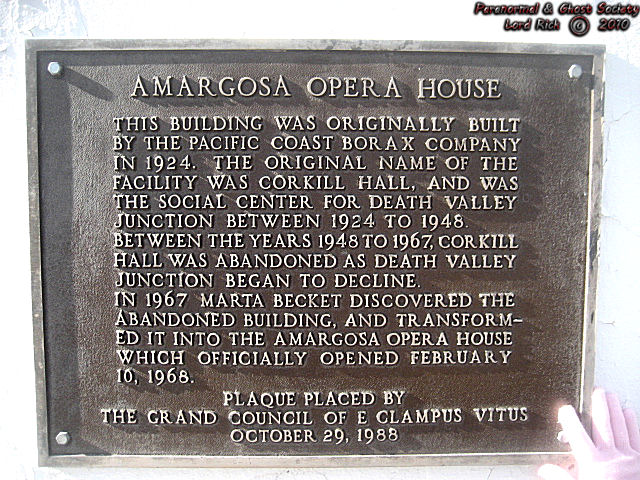 Paranormal & Ghost Society
Lord Rick © 2010
AMARGOSA OPERA HOUSE
THIS BUILDING WAS ORIGINALLY BUILT
BY THE PACIFIC COAST BORAX COMPANY
IN 1924. THE ORIGINAL NAME OF THE
FACILITY WAS CORKILL HALL, AND WAS
THE SOCIAL CENTER FOR DEATH VALLEY
JUNCTION BETWEEN 1924 TO 1948.
BETWEEN THE YEARS 1948 TO 1967, CORKILL
HALL WAS ABANDONED AS DEATH VALLEY
JUNCTION BEGAN TO DECLINE.
IN 1967 MARTA BECKET DISCOVERED THE
ABANDONED BUILDING, AND TRANSFORM-
ED IT INTO THE AMARGOSA OPERA HOUSE
WHICH OFFICIALLY OPENED FEBRUARY
10, 1968.
PLAQUE PLACED BY
THE GRAND COUNCIL OF E CLAMPUS VITUS
OCTOBER 29, 1988